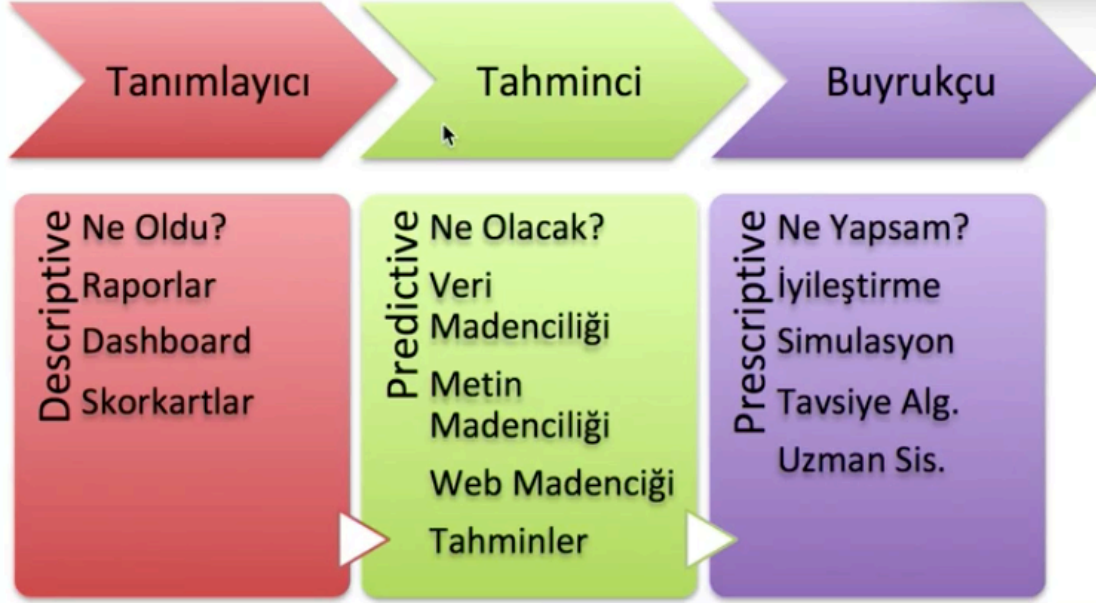 Tanımlayıcı
Tahminci
Buyrukçu
Descriptive
Ne Oldu?
Raporlar
Dashboard
Skorkartlar
Predictive
Ne Olacak?
Veri
Madenciliği
Metin
Madenciliği
Web Madenciği
Tahminler
Prescriptive
Ne Yapsam?
İyileştirme
Simulasyon
Tavsiye Alg.
Uzman Sis.